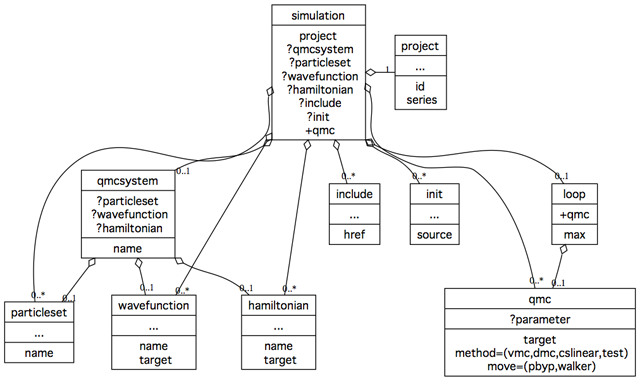 simulation
project
?qmcsystem
?particleset
?wavefunction
?hamiltonian
?include
?init
+qmc
project
...
id
series
1
0..1
0..*
0..*
0..1
qmcsystem
?particleset
?wavefunction
?hamiltonian
name
include
...
href
init
...
source
loop
+qmc
max
0..*
0..1
0..1
0..*
0..1
0..*
0..*
0..1
particleset
...
name
wavefunction
...
name
target
hamiltonian
...
name
target
qmc
?parameter
target
method=(vmc,dmc,cslinear,test)
move=(pbyp,walker)